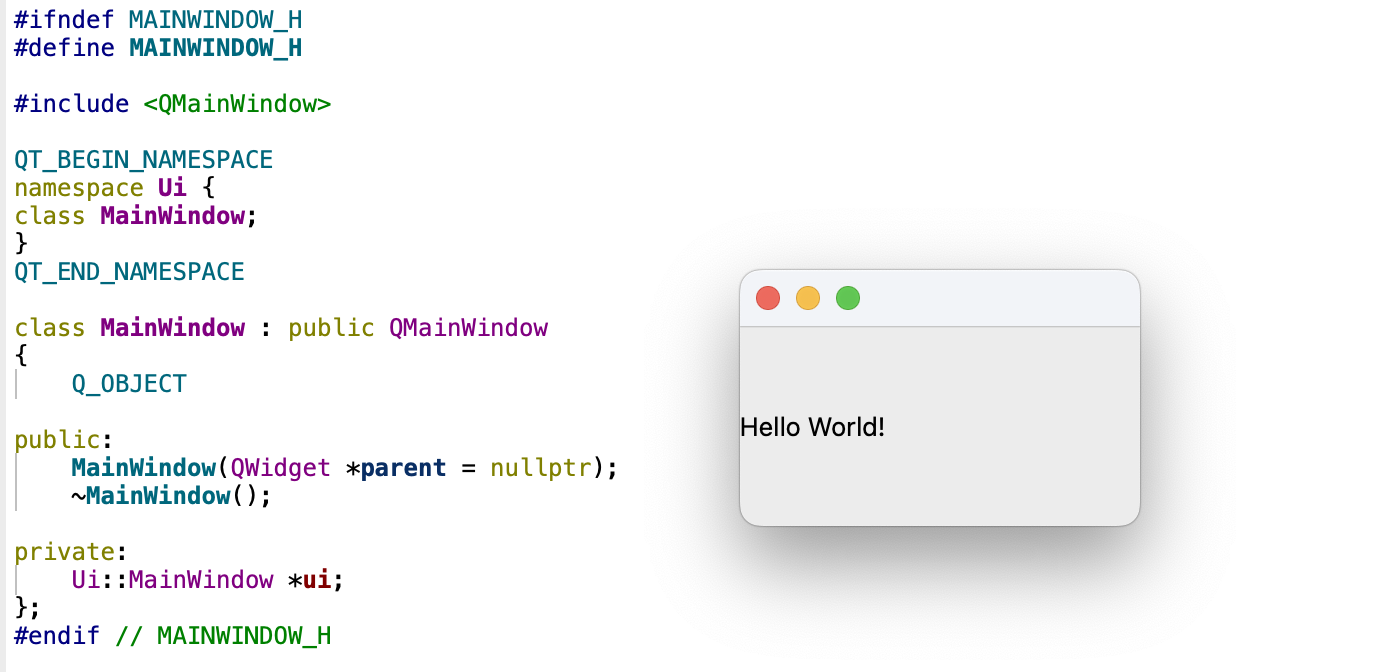 #ifndef MAINWINDOW_H
#define MAINWINDOW_H
#include <QMainWindow>
QT_BEGIN_NAMESPACE
namespace Ui {
class MainWindow;
}
QT_END_NAMESPACE
class MainWindow : public QMainWindow
{
    Q_OBJECT
public:
    MainWindow(QWidget *parent = nullptr);
    ~MainWindow();
private:
    Ui::MainWindow *ui;
};
#endif // MAINWINDOW_H
Hello World!